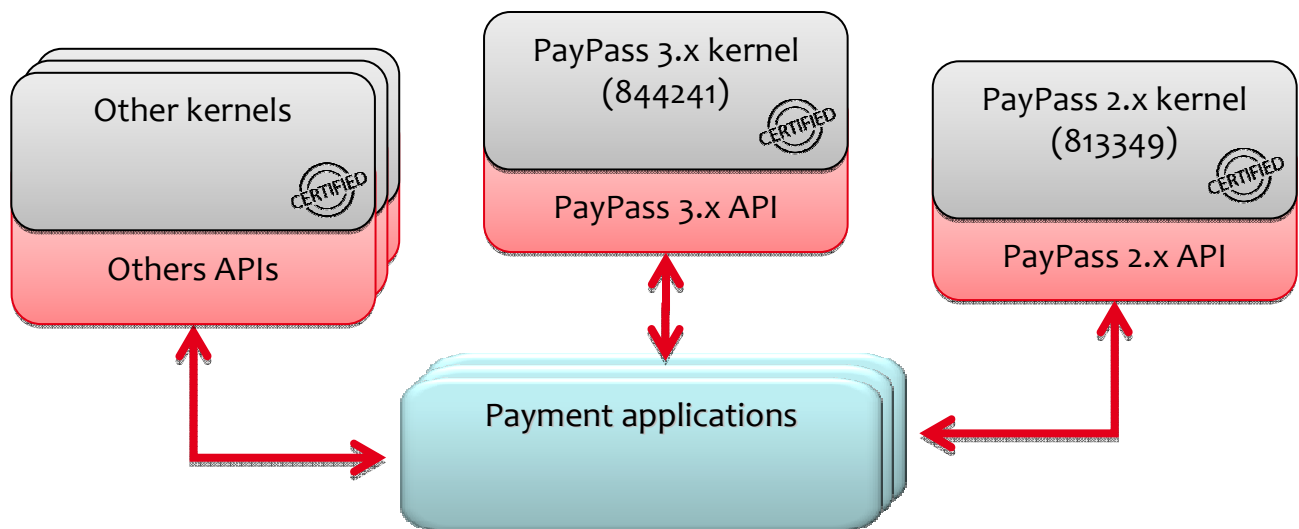 Other kernels
CERTIFIED
Others APIs
PayPass 3.x kernel
(844241)
CERTIFIED
PayPass 3.x API
PayPass 2.x kernel
(813349)
CERTIFIED
PayPass 2.x API
Payment applications